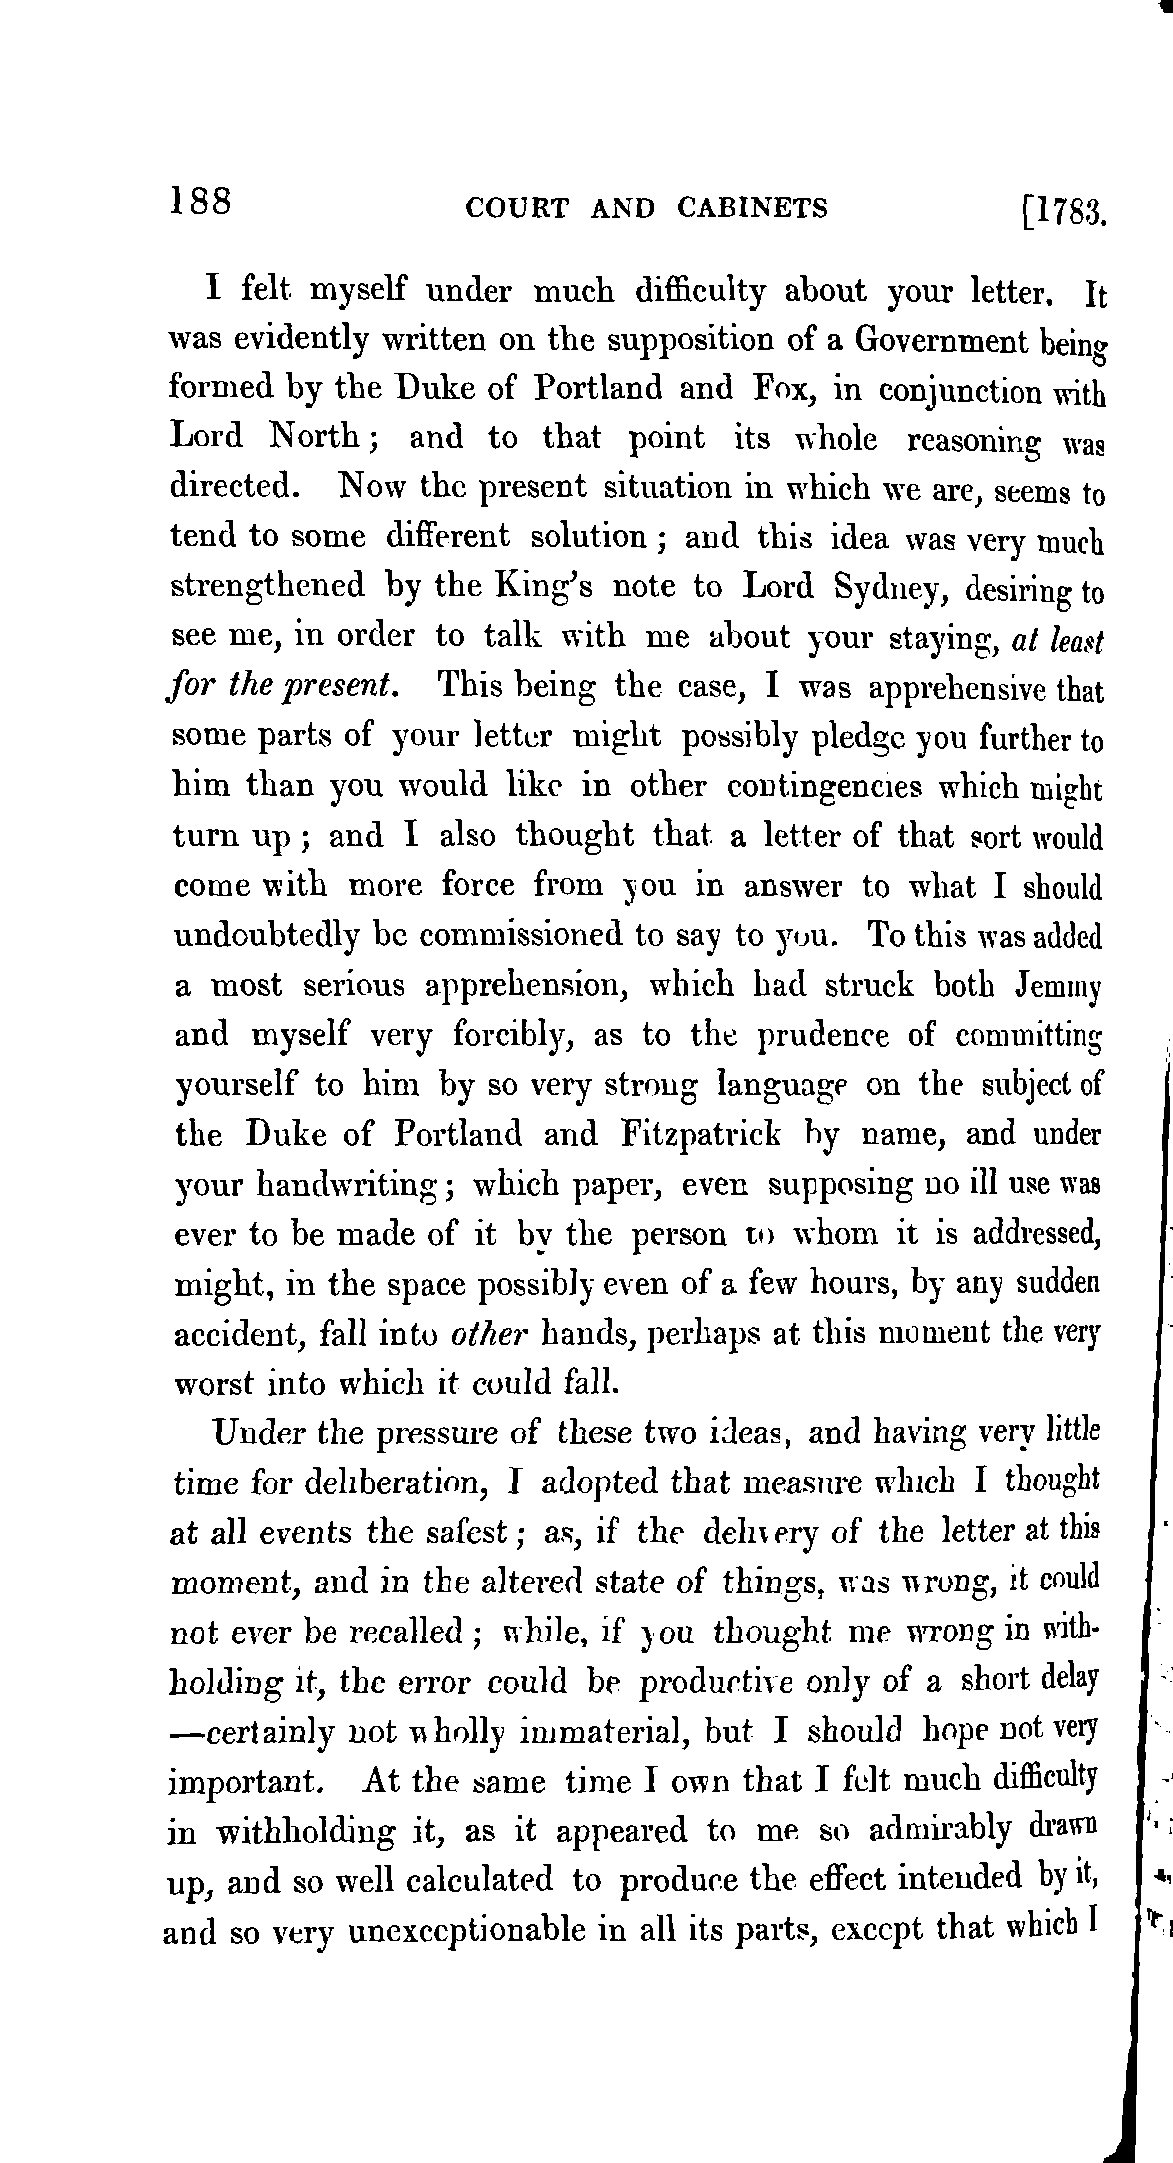 188 COURT AND CABINETS [1783.
I felt myself under much difficulty about your letter. It
was evidently written on the supposition of a Government being
formed by the Duke of Portland and Fox, in conjunction with
Lord North; and to that point its whole reasoning was
directed. Now the present situation in which we are, seems to
tend to some different solution; and this idea was very much
strengthened by the King's note to Lord Sydney, desiring to
see me, in order to talk with me about your staying, at least
for the present. This being the case, I was apprehensive that
some parts of your letter might possibly pledge you further to
him than you would like in other contingencies which might
turn up; and I also thought that a letter of that sort would
come with more force from you in answer to what I should
undoubtedly be commissioned to say to you. To this was added
a most serious apprehension, which had struck both Jemmy
and myself very forcibly, as to the prudence of committing
yourself to him by so very strong language on the subject of
the Duke of Portland and Fitzpatrick by name, and under
your handwriting; which paper, even supposing no ill use was
ever to be made of it by the person to whom it is addressed,
might, in the space possibly even of a few hours, by any sudden
accident, fall into other hands, perhaps at this moment the very
worst into which it could fall.
Under the pressure of these two ideas, and having very little
time for deliberation, I adopted that measure which I thought
at all events the safest; as, if the delivery of the letter at this
moment, and in the altered state of things, was wrong, it could
not ever be recalled; while, if you thought me wrong in with-
holding it, the error could be productive only of a short delay
—certainly not wholly immaterial, but I should hope not very
important. At the same time I own that I felt much difficulty
in withholding it, as it appeared to me so admirably drawn
up, and so well calculated to produce the effect intended by it,
and so very unexceptionable in all its parts, except that which I